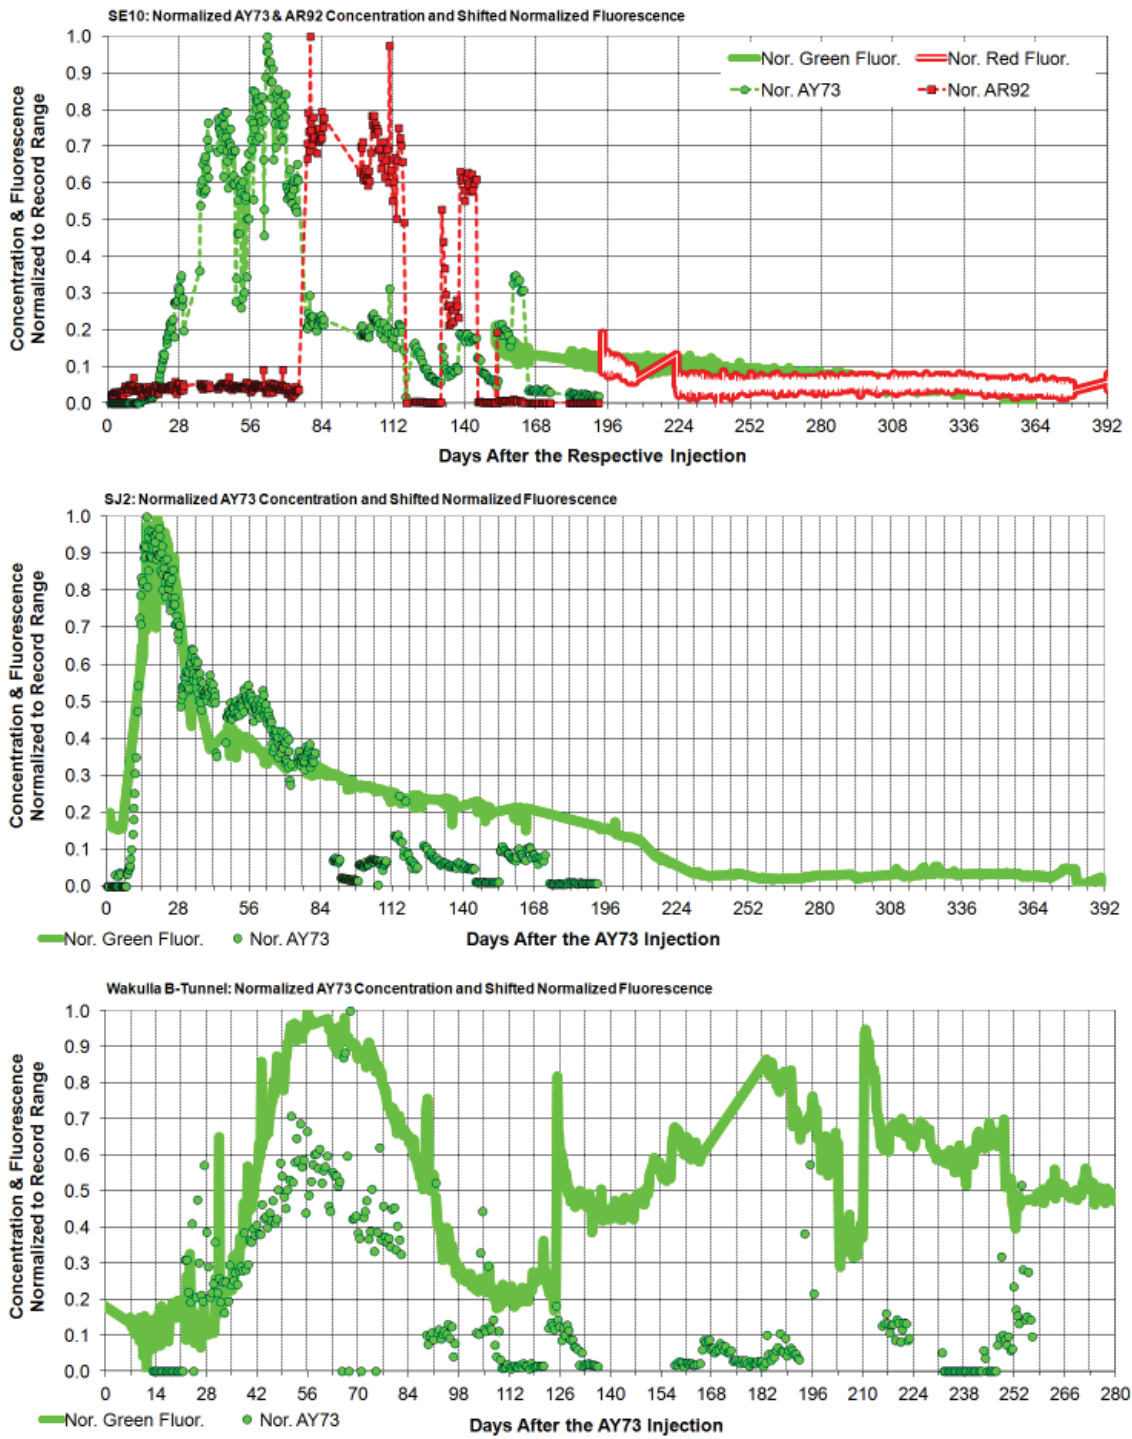 SE10: Normalized AY73 & AR92 Concentration and Shifted Normalized Fluorescence
Concentration & Fluorescence
Normalized to Record Range
1.0
0.9
0.8
0.7
0.6
0.5
0.4
0.3
0.2
0.1
0.0
Nor. Green Fluor. Nor. Red Fluor.
Nor. AY73 Nor. AR92
0 28 56 84 112 140 168 196 224 252 280 308 336 364 392
Days After the Respective Injection
SJ2: Normalized AY73 Concentration and Shifted Normalized Fluorescence
Concentration & Fluorescence
Normalized to Record Range
1.0
0.9
0.8
0.7
0.6
0.5
0.4
0.3
0.2
0.1
0.0
0 28 56 84 112 140 168 196 224 252 280 308 336 364 392
Nor. Green Fluor. Nor. AY73 Days After the AY73 Injection
Wakulla B-Tunnel: Normalized AY73 Concentration and Shifted Normalized Fluorescence
Concentration & Fluorescence
Normalized to Record Range
1.0
0.9
0.8
0.7
0.6
0.5
0.4
0.3
0.2
0.1
0.0
0 14 28 42 56 70 84 98 112 126 140 154 168 182 196 210 224 238 252 266 280
Nor. Green Fluor. Nor. AY73 Days After the AY73 Injection